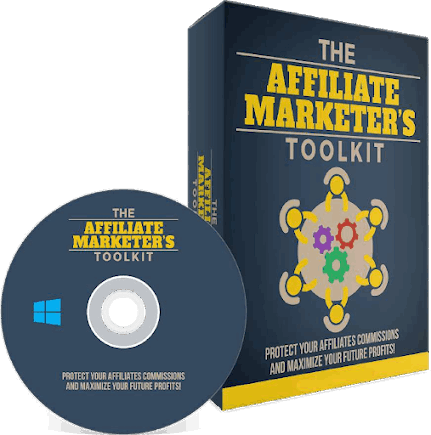 THE
AFFILIATE
MARKETER'S
TOOLKIT
PROTECT YOUR AFFILIATES COMMISSIONS
AND MAXIMIZE YOUR FUTURE PROFITS!
THE
AFFILIATE
MARKETER'S
TOOLKIT
PROTECT YOUR AFFILIATES COMMISSIONS
AND MAXIMIZE YOUR FUTURE PROFITS!